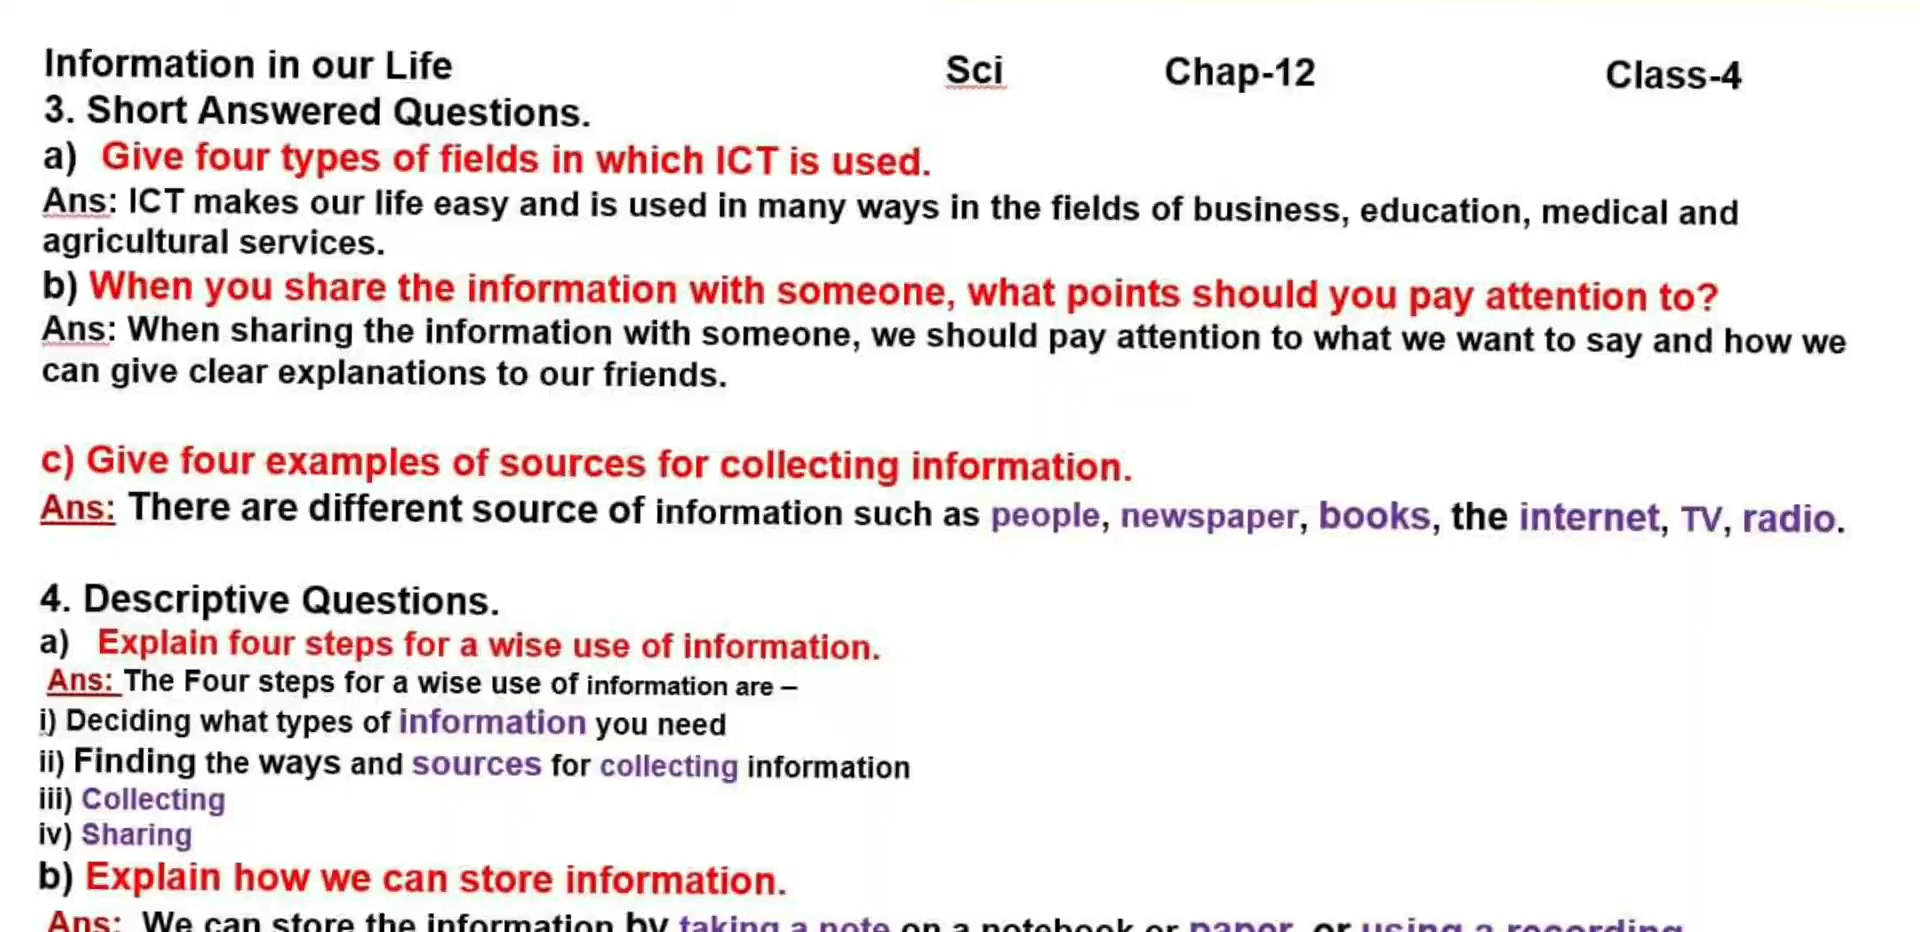 Information in our Life Sci Chap-12 Class-4
3. Short Answered Questions.
a) Give four types of fields in which ICT is used.
Ans: ICT makes our life easy and is used in many ways in the fields of business, education, medical and
agricultural services.
b) When you share the information with someone, what points should you pay attention to?
Ans: When sharing the information with someone, we should pay attention to what we want to say and how we
can give clear explanations to our friends.
c) Give four examples of sources for collecting information.
Ans: There are different source of information such as people, newspaper, books, the internet, TV, radio.
4. Descriptive Questions.
a) Explain four steps for a wise use of information.
Ans: The Four steps for a wise use of information are –
i) Deciding what types of information you need
ii) Finding the ways and sources for collecting information
iii) Collecting
iv) Sharing
b) Explain how we can store information.
Ans: We can store the information by taking a note on a notebook or paper, or using a recording